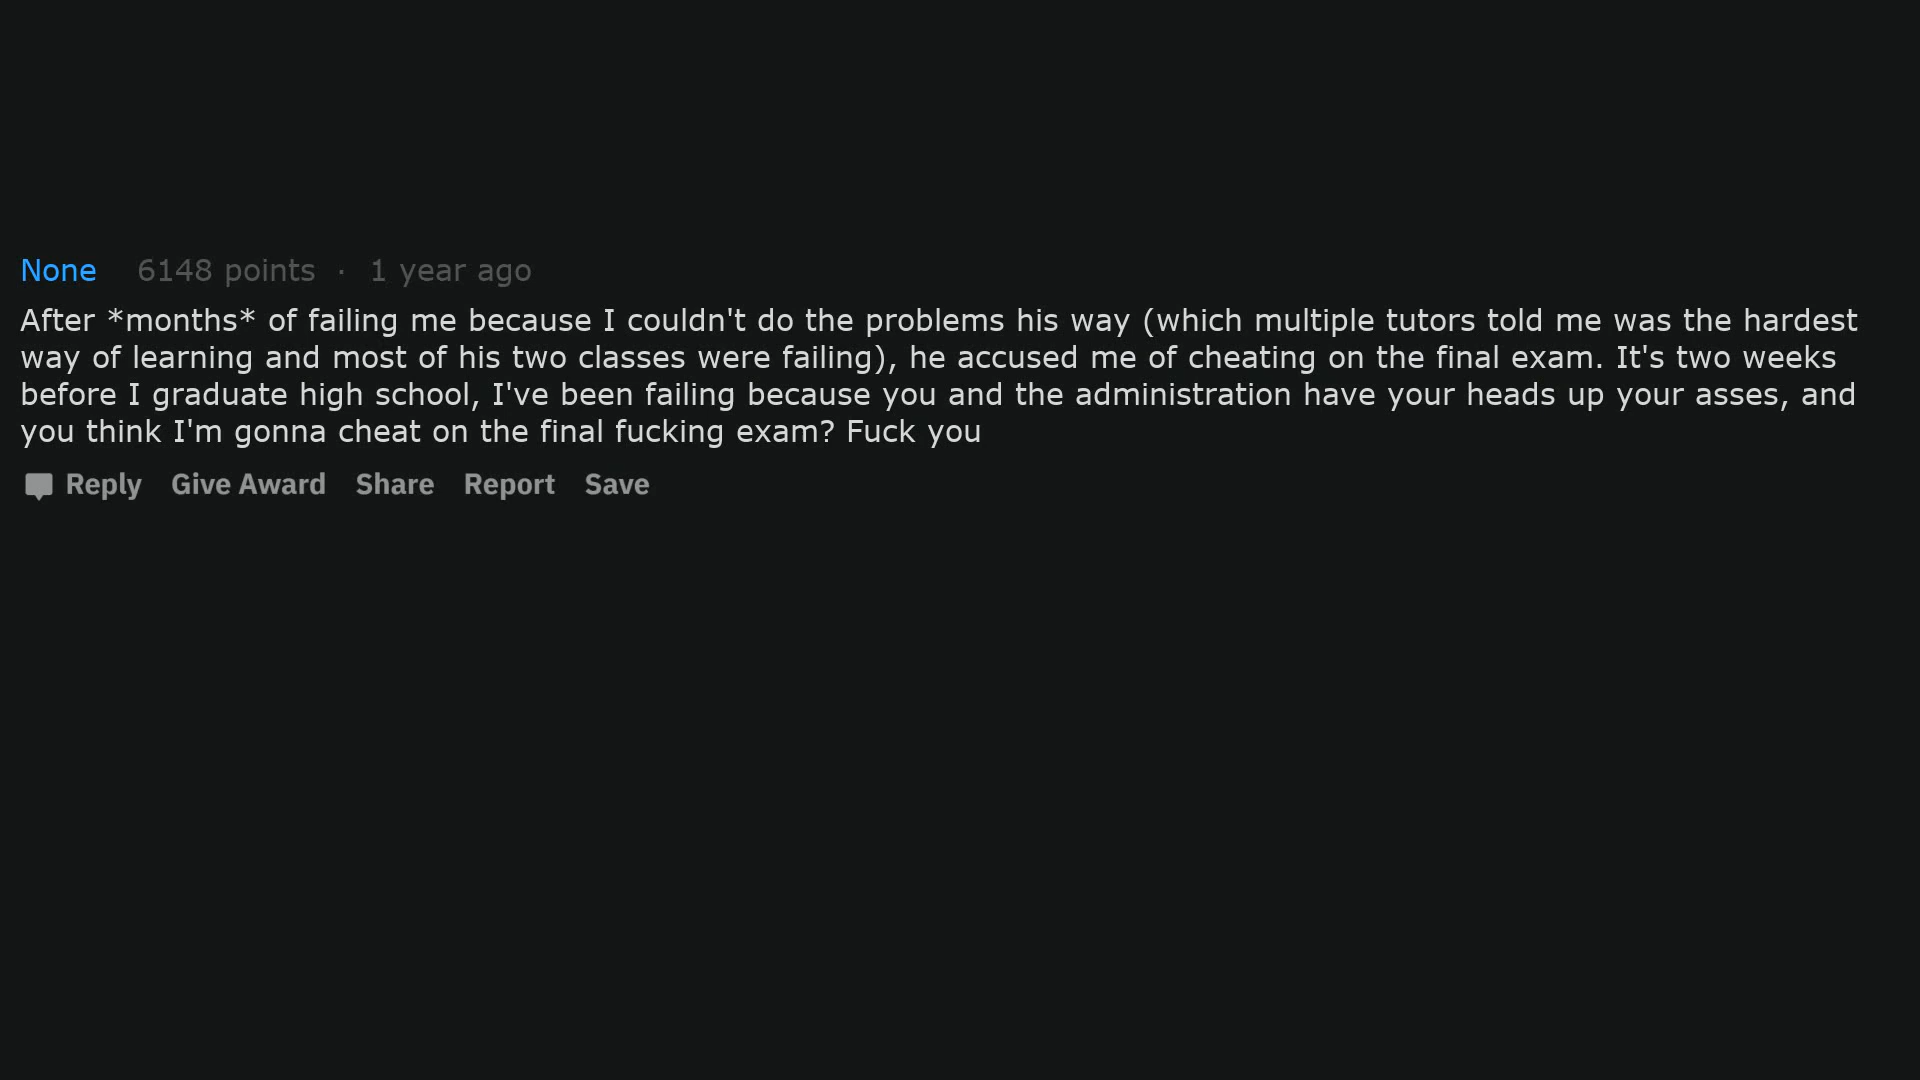 None 6148 points · 1 year ago
After *months* of failing me because I couldn't do the problems his way (which multiple tutors told me was the hardest
way of learning and most of his two classes were failing), he accused me of cheating on the final exam. It's two weeks
before I graduate high school, I've been failing because you and the administration have your heads up your asses, and
you think I'm gonna cheat on the final fucking exam? Fuck you
Reply Give Award Share Report Save